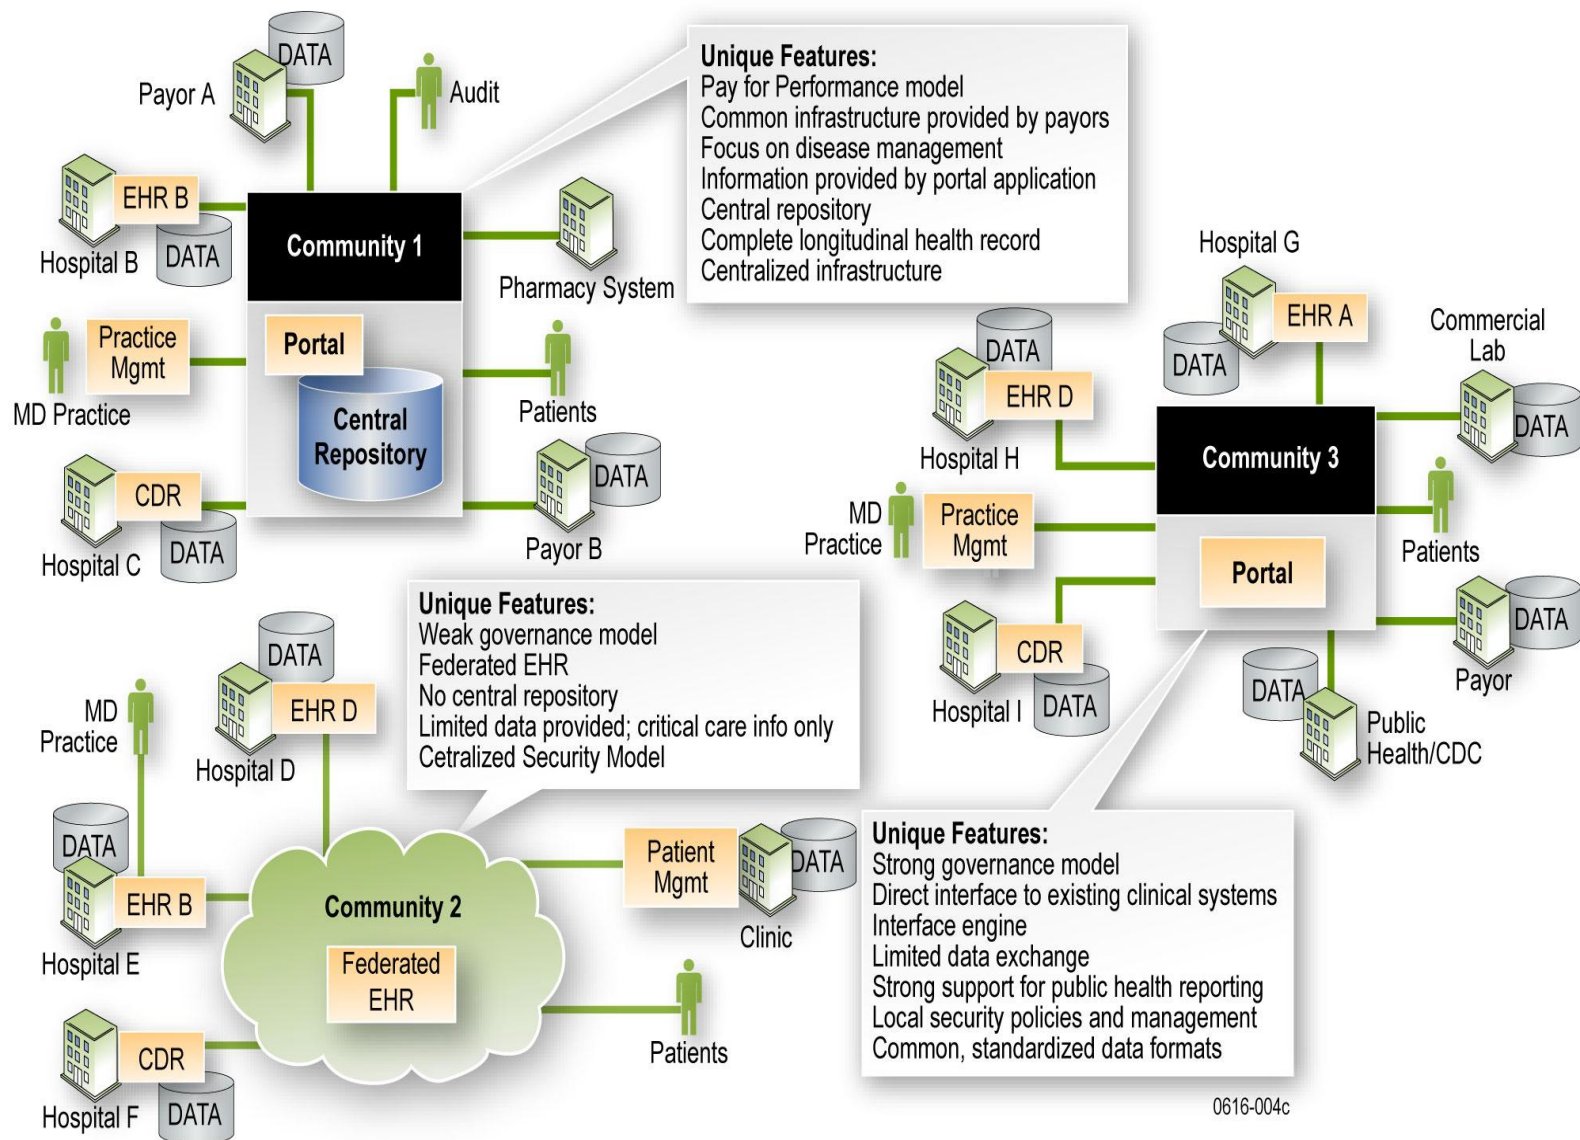 DATA
Payor A
Audit
EHR B
DATA
Hospital B
Community 1
Pharmacy System
Practice
Mgmt
MD Practice
Portal
Central
Repository
Patients
CDR
DATA
Hospital C
DATA
Payor B
Unique Features:
Pay for Performance model
Common infrastructure provided by payors
Focus on disease management
Information provided by portal application
Central repository
Complete longitudinal health record
Centralized infrastructure
Hospital G
EHR A
DATA
Commercial
Lab
DATA
DATA
EHR D
Hospital H
Community 3
MD
Practice
Practice
Mgmt
Patients
Portal
CDR
DATA
Hospital I
DATA
Payor
DATA
Public
Health/CDC
Unique Features:
Weak governance model
Federated EHR
No central repository
Limited data provided; critical care info only
Cetralized Security Model
DATA
EHR D
Hospital D
MD
Practice
DATA
EHR B
Hospital E
Community 2
Federated
EHR
Patient
Mgmt
DATA
Clinic
Patients
CDR
DATA
Hospital F
Unique Features:
Strong governance model
Direct interface to existing clinical systems
Interface engine
Limited data exchange
Strong support for public health reporting
Local security policies and management
Common, standardized data formats
0616-004c